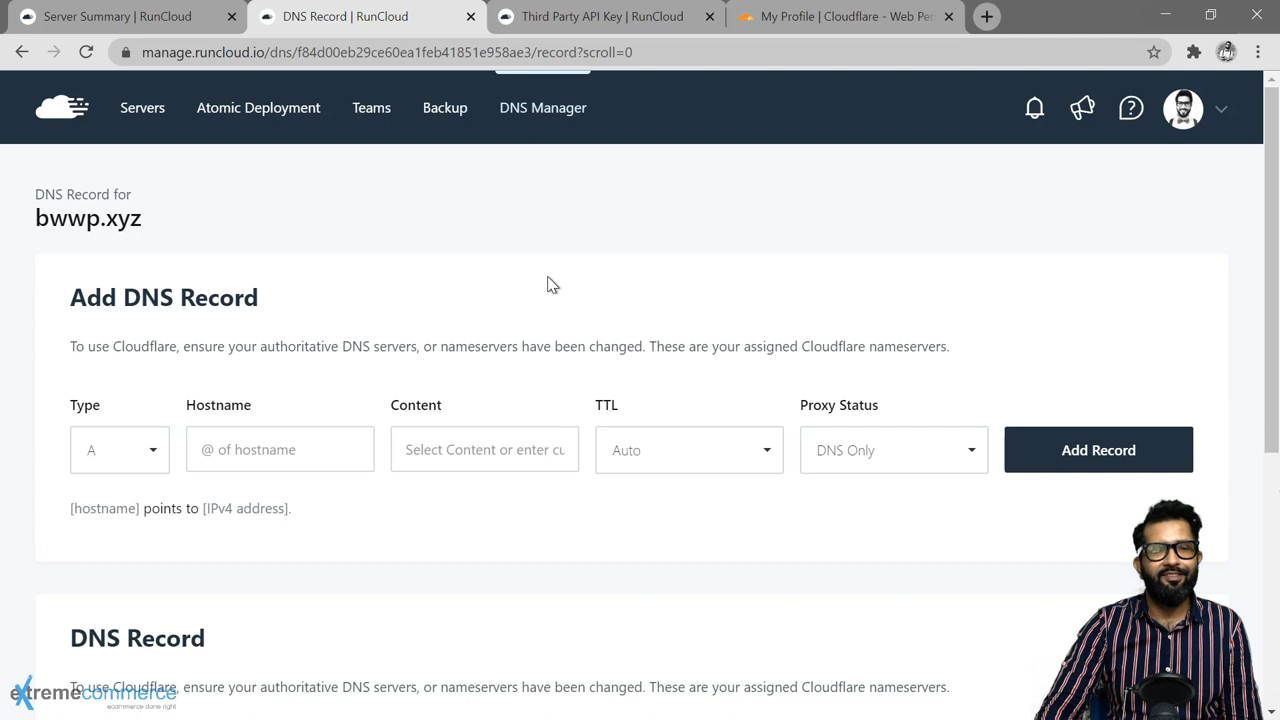 Server Summary | RunCloud
DNS Record | RunCloud
Third Party API Key | RunCloud
My Profile | Cloudflare - Web Per
manage.runcloud.io/dns/f84d00eb29ce60ea1feb41851e958ae3/record?scroll=0
Servers
Atomic Deployment
Teams
Backup
DNS Manager
DNS Record for
bwwp.xyz
Add DNS Record
To use Cloudflare, ensure your authoritative DNS servers, or nameservers have been changed. These are your assigned Cloudflare nameservers.
Type
Hostname
Content
TTL
Proxy Status
A
@ of hostname
Select Content or enter cu
Auto
DNS Only
Add Record
[hostname] points to [IPv4 address].
DNS Record
To use Cloudflare, ensure your authoritative DNS servers, or nameservers have been changed. These are your assigned Cloudflare nameservers.
extremecommerce
ecommerce done right